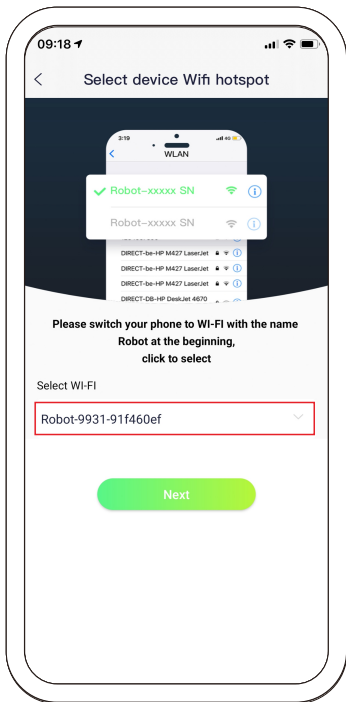 09:18
Select device Wifi hotspot
3:19
4G
WLAN
Robot-xxxxx SN
Robot-xxxxx SN
DIRECT-be-HP M427 LaserJet
DIRECT-be-HP M427 LaserJet
DIRECT-be-HP M427 LaserJet
DIRECT-DB-HP DeskJet 4670
Please switch your phone to WI-FI with the name
Robot at the beginning,
click to select
Select WI-FI
Robot-9931-91f460ef
Next